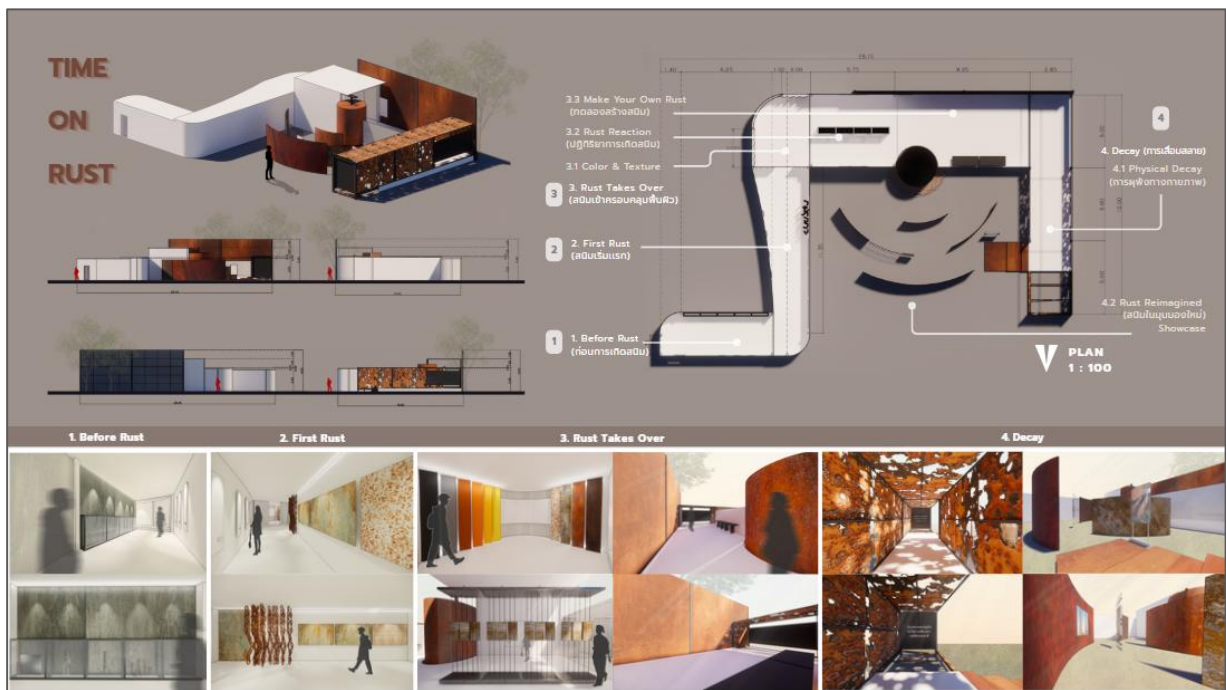 TIME
ON
RUST
3.3 Make Your Own Rust
(ทดลองสร้างสนิม)
3.2 Rust Reaction
(ปฏิกิริยาการเกิดสนิม)
3.1 Color & Texture
3
3. Rust Takes Over
(สนิมเข้าครอบคลุมพื้นผิว)
2
2. First Rust
(สนิมเริ่มแรก)
1
1. Before Rust
(ก่อนการเกิดสนิม)
4
4. Decay (การเสื่อมสลาย)
4.1 Physical Decay
(การผุพังทางกายภาพ)
4.2 Rust Reimagined
(สนิมในมุมมองใหม่)
Showcase
PLAN
1 : 100
1. Before Rust
2. First Rust
3. Rust Takes Over
4. Decay